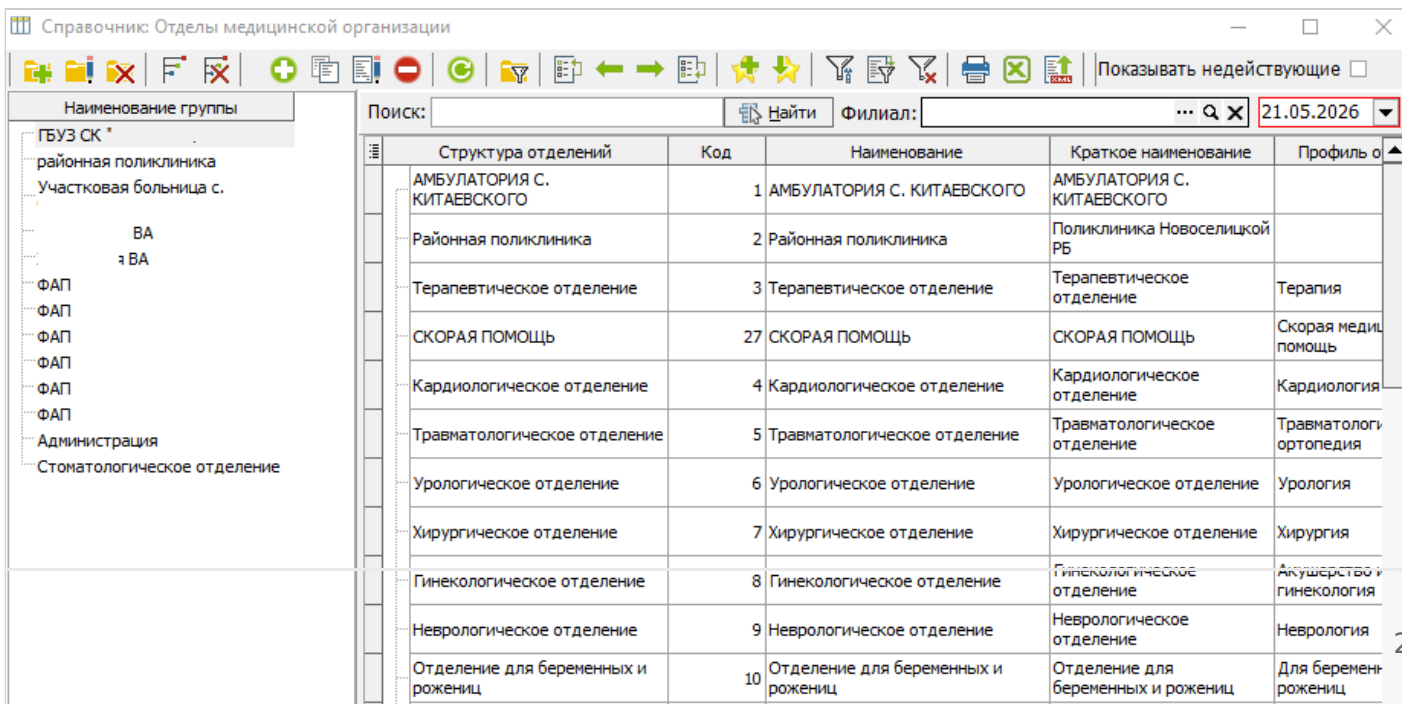 Справочник: Отделы медицинской организации
Показывать недействующие
Наименование группы
ГБУЗ СК "
районная поликлиника
Участковая больница с.
ВА
ВА
ФАП
ФАП
ФАП
ФАП
ФАП
ФАП
Администрация
Стоматологическое отделение
Поиск: Найти Филиал: 21.05.2026
Структура отделений Код Наименование Краткое наименование Профиль о
АМБУЛАТОРИЯ С.
КИТАЕВСКОГО
1 АМБУЛАТОРИЯ С. КИТАЕВСКОГО
АМБУЛАТОРИЯ С.
КИТАЕВСКОГО
Районная поликлиника 2 Районная поликлиника
Поликлиника Новоселицкой
РБ
Терапевтическое отделение 3 Терапевтическое отделение
Терапевтическое
отделение
Терапия
СКОРАЯ ПОМОЩЬ 27 СКОРАЯ ПОМОЩЬ СКОРАЯ ПОМОЩЬ
Скорая медиц
помощь
Кардиологическое отделение 4 Кардиологическое отделение
Кардиологическое
отделение
Кардиология
Травматологическое отделение 5 Травматологическое отделение
Травматологическое
отделение
Травматологи
ортопедия
Урологическое отделение 6 Урологическое отделение Урологическое отделение Урология
Хирургическое отделение 7 Хирургическое отделение Хирургическое отделение Хирургия
Гинекологическое отделение 8 Гинекологическое отделение
Гинекологическое
отделение
Акушерство и
гинекология
Неврологическое отделение 9 Неврологическое отделение
Неврологическое
отделение
Неврология
2
Отделение для беременных и
рожениц
10
Отделение для беременных и
рожениц
Отделение для
беременных и рожениц
Для беременн
рожениц